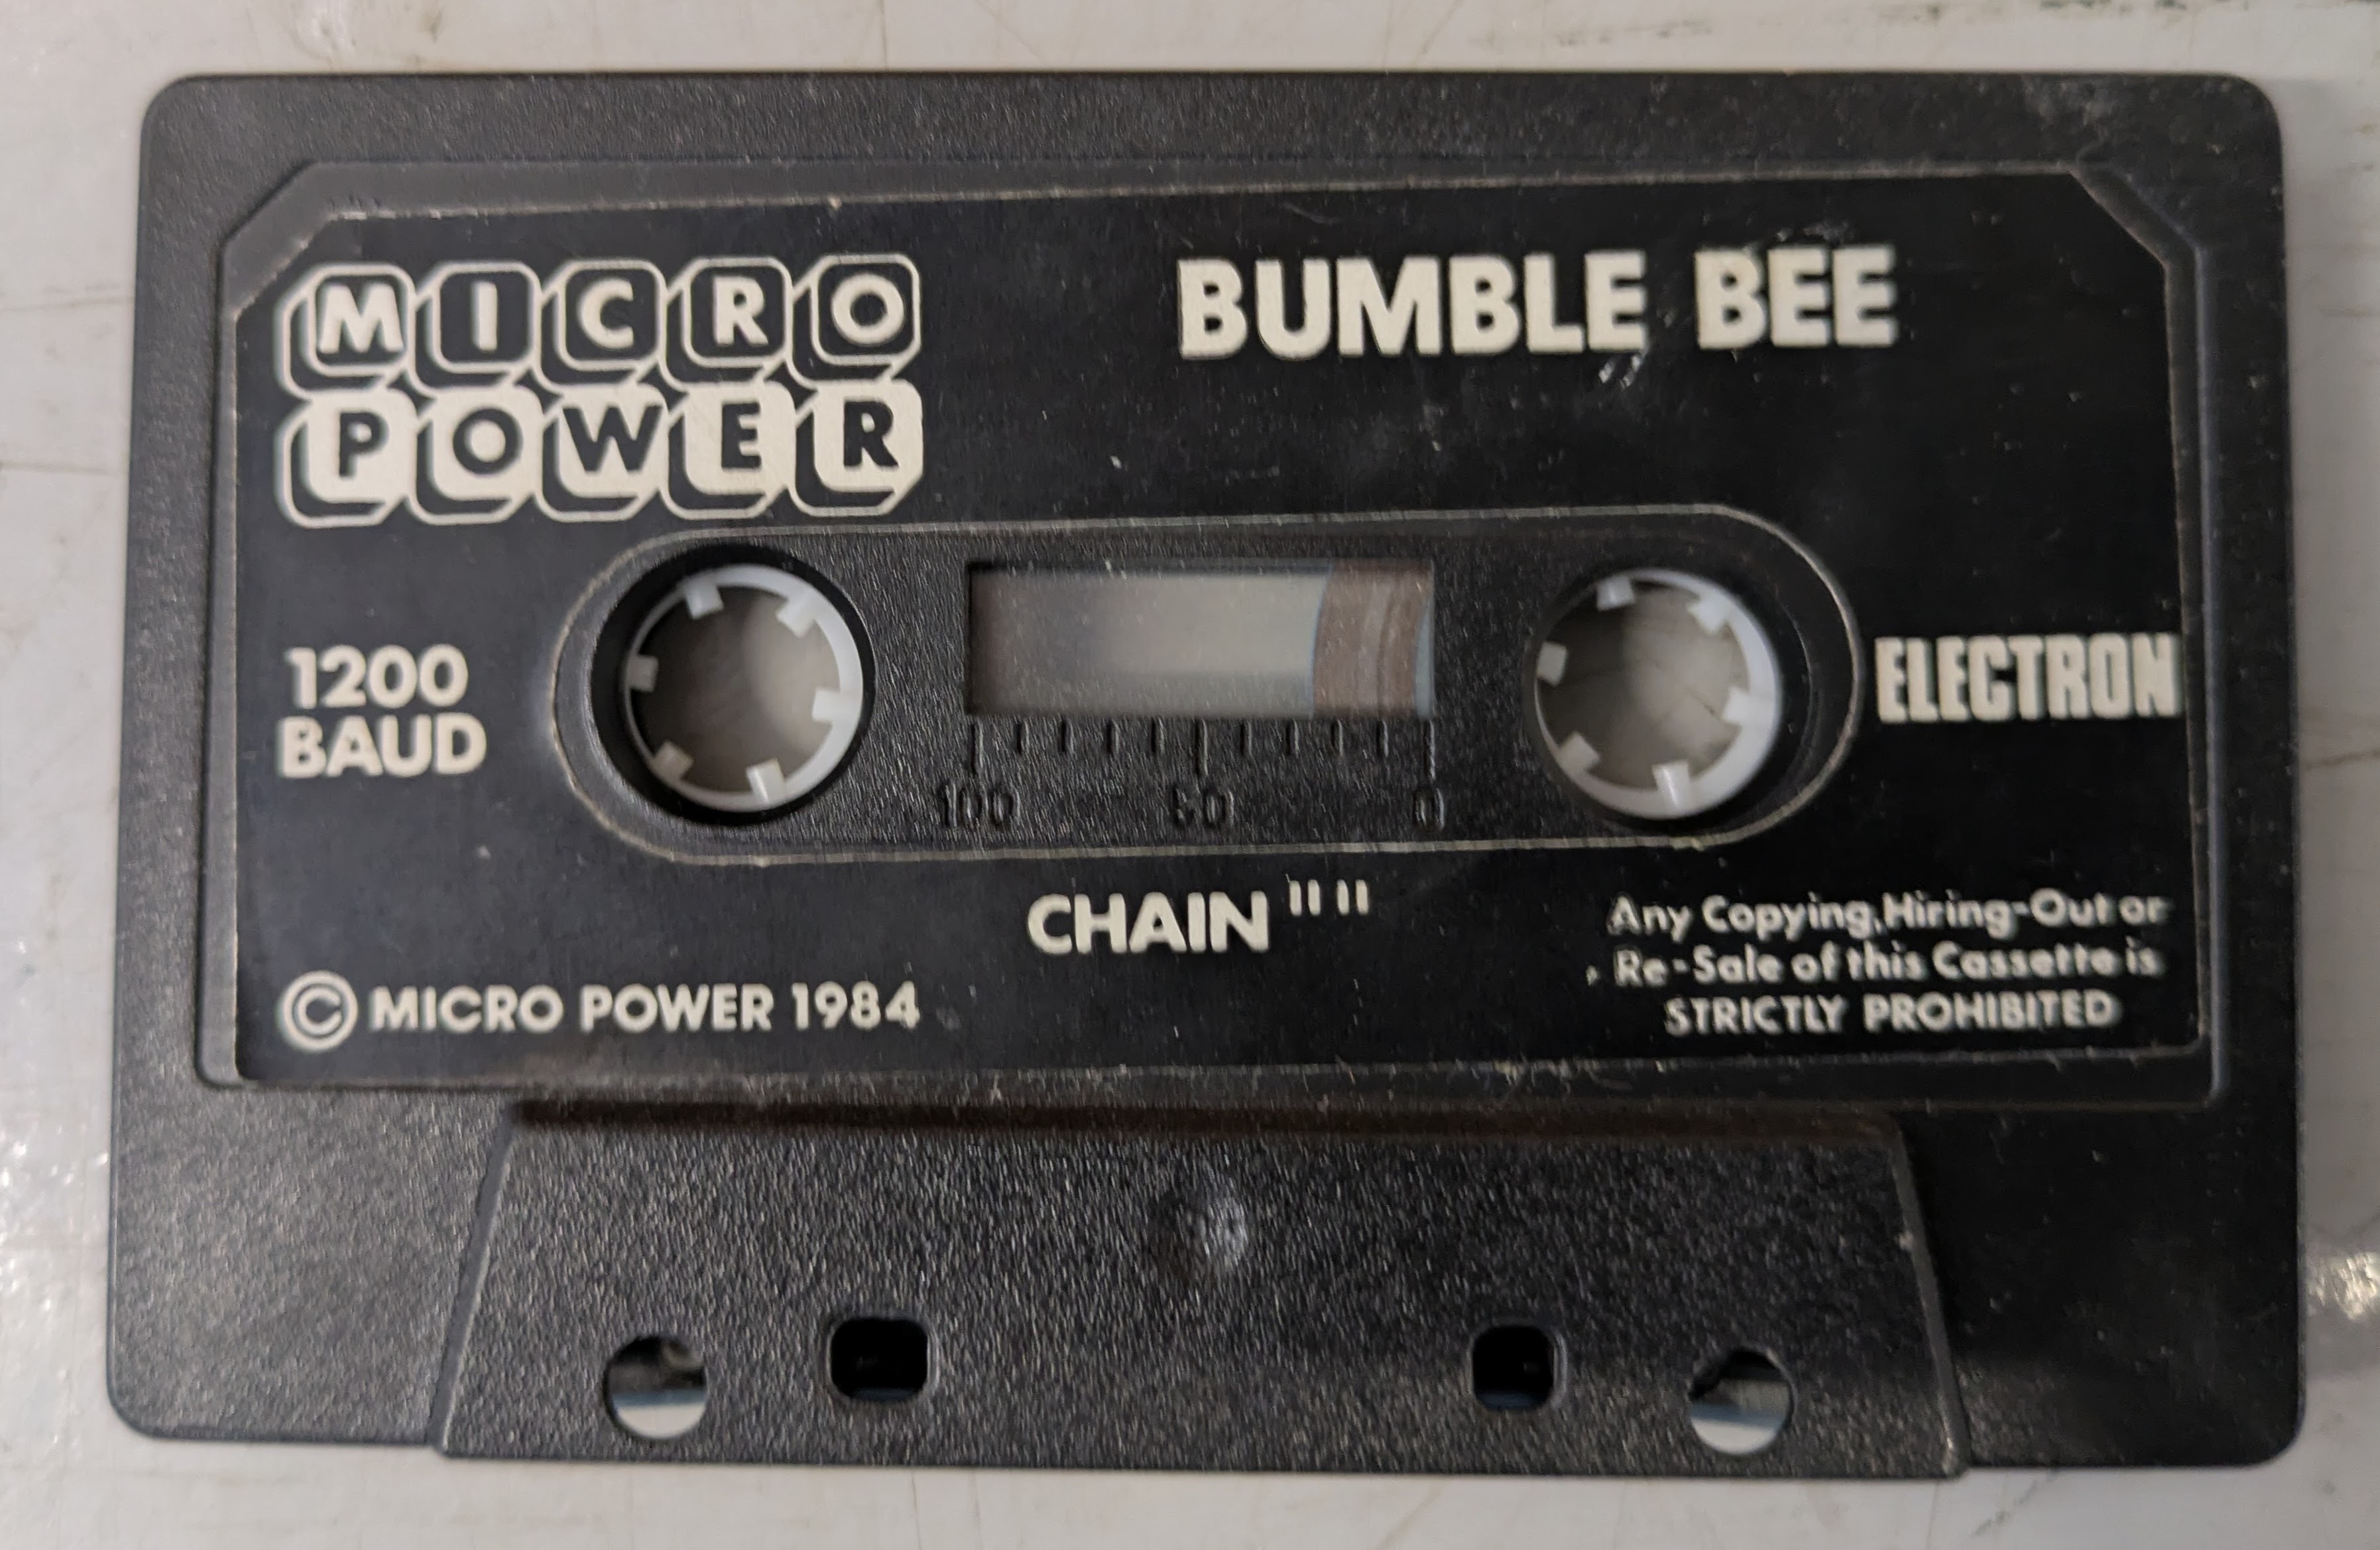 MICRO
POWER
BUMBLE BEE
1200
BAUD
ELECTRON
100 50 0
CHAIN " "
Any Copying, Hiring-Out or
Re-Sale of this Cassette is
STRICTLY PROHIBITED
© MICRO POWER 1984